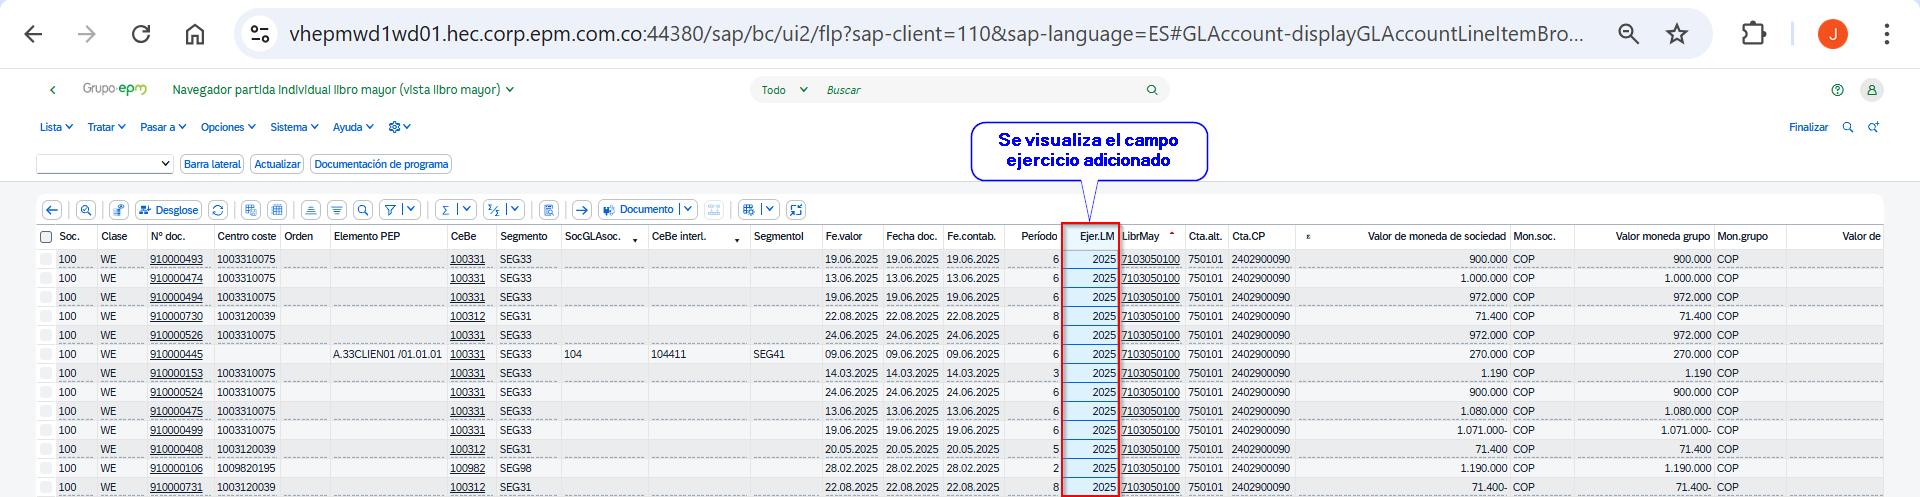 vhepmwd1wd01.hec.corp.epm.com.co:44380/sap/bc/ui2/flp?sap-client=110&sap-language=ES#GLAccount-displayGLAccountLineItemBro...
J
Grupo·epm
Navegador partida individual libro mayor (vista libro mayor)
Todo
Buscar
Lista Tratar Pasar a Opciones Sistema Ayuda
Finalizar
Se visualiza el campo
ejercicio adicionado
Barra lateral Actualizar Documentación de programa
Desglose Documento
Soc. Clase Nº doc. Centro coste Orden Elemento PEP CeBe Segmento SocGLAsoc. CeBe interl. SegmentoI Fe.valor Fecha doc. Fe.contab. Período Ejer.LM LibrMay Cta.alt. Cta.CP Valor de moneda de sociedad Mon.soc. Valor moneda grupo Mon.grupo Valor de
100 WE 910000493 1003310075 100331 SEG33 19.06.2025 19.06.2025 19.06.2025 6 2025 7103050100 750101 2402900090 900.000 COP 900.000 COP
100 WE 910000474 1003310075 100331 SEG33 13.06.2025 13.06.2025 13.06.2025 6 2025 7103050100 750101 2402900090 1.000.000 COP 1.000.000 COP
100 WE 910000494 1003310075 100331 SEG33 19.06.2025 19.06.2025 19.06.2025 6 2025 7103050100 750101 2402900090 972.000 COP 972.000 COP
100 WE 910000730 1003120039 100312 SEG31 22.08.2025 22.08.2025 22.08.2025 8 2025 7103050100 750101 2402900090 71.400 COP 71.400 COP
100 WE 910000526 1003310075 100331 SEG33 24.06.2025 24.06.2025 24.06.2025 6 2025 7103050100 750101 2402900090 972.000 COP 972.000 COP
100 WE 910000445 A.33CLIEN01 /01.01.01 100331 SEG33 104 104411 SEG41 09.06.2025 09.06.2025 09.06.2025 6 2025 7103050100 750101 2402900090 270.000 COP 270.000 COP
100 WE 910000153 1003310075 100331 SEG33 14.03.2025 14.03.2025 14.03.2025 3 2025 7103050100 750101 2402900090 1.190 COP 1.190 COP
100 WE 910000524 1003310075 100331 SEG33 24.06.2025 24.06.2025 24.06.2025 6 2025 7103050100 750101 2402900090 900.000 COP 900.000 COP
100 WE 910000475 1003310075 100331 SEG33 13.06.2025 13.06.2025 13.06.2025 6 2025 7103050100 750101 2402900090 1.080.000 COP 1.080.000 COP
100 WE 910000499 1003310075 100331 SEG33 19.06.2025 19.06.2025 19.06.2025 6 2025 7103050100 750101 2402900090 1.071.000- COP 1.071.000- COP
100 WE 910000408 1003120039 100312 SEG31 20.05.2025 20.05.2025 20.05.2025 5 2025 7103050100 750101 2402900090 71.400 COP 71.400 COP
100 WE 910000106 1009820195 100982 SEG98 28.02.2025 28.02.2025 28.02.2025 2 2025 7103050100 750101 2402900090 1.190.000 COP 1.190.000 COP
100 WE 910000731 1003120039 100312 SEG31 22.08.2025 22.08.2025 22.08.2025 8 2025 7103050100 750101 2402900090 71.400- COP 71.400- COP